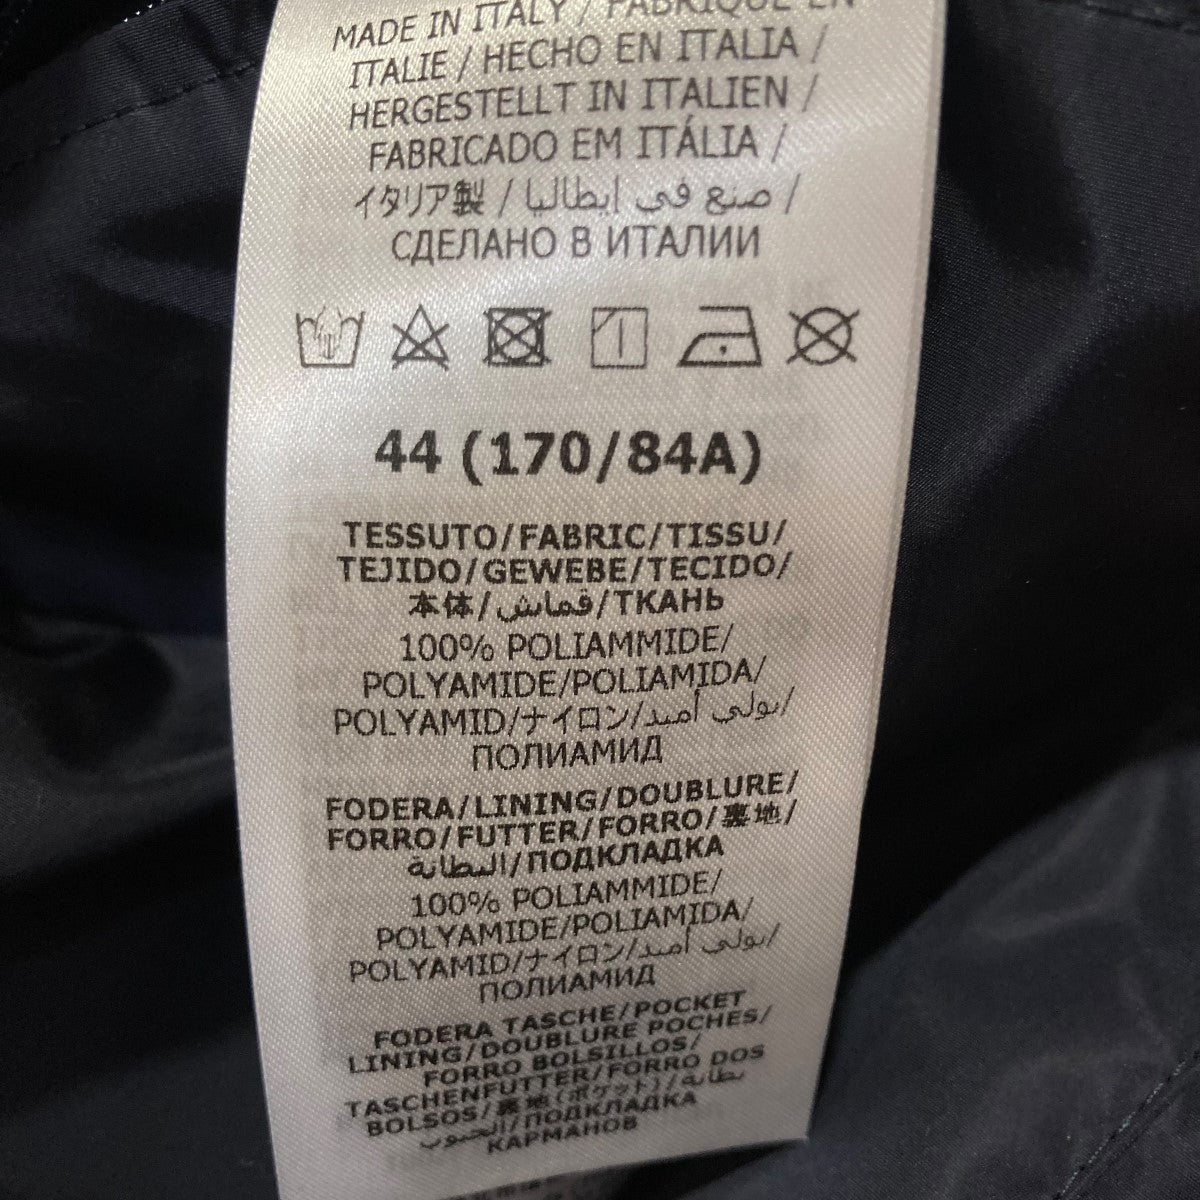 MADE IN ITALY / FABRIQUÉ EN
ITALIE / HECHO EN ITALIA /
HERGESTELLT IN ITALIEN /
FABRICADO EM ITÁLIA /
イタリア製 / صنع في إيطاليا /
СДЕЛАНО В ИТАЛИИ
44 (170/84A)
TESSUTO/FABRIC/TISSU/
TEJIDO/GEWEBE/TECIDO/
本体/قماش/ТКАНЬ
100% POLIAMMIDE/
POLYAMIDE/POLIAMIDA/
POLYAMID/ナイロン/بولي أميد/
ПОЛИАМИД
FODERA/LINING/DOUBLURE/
FORRO/FUTTER/FORRO/裏地/
البطانة/ПОДКЛАДКА
100% POLIAMMIDE/
POLYAMIDE/POLIAMIDA/
POLYAMID/ナイロン/بولي أميد/
ПОЛИАМИД
FODERA TASCHE/POCKET
LINING/DOUBLURE POCHES/
FORRO BOLSILLOS/
TASCHENFUTTER/FORRO DOS
BOLSOS/裏地(ポケット)/بطانة
الجيوب/ПОДКЛАДКА
КАРМАНОВ